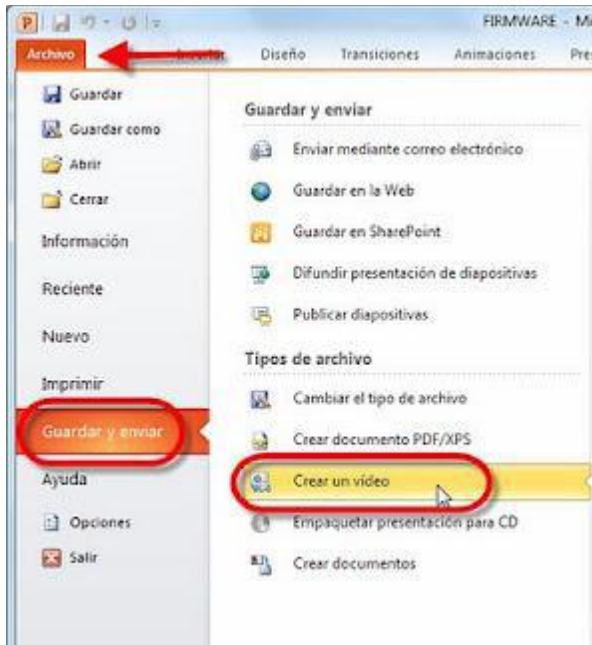 FIRMWARE - Mi
Archivo
Insertar
Diseño
Transiciones
Animaciones
Pre
Guardar
Guardar como
Abrir
Cerrar
Información
Reciente
Nuevo
Imprimir
Guardar y enviar
Ayuda
Opciones
Salir
Guardar y enviar
Enviar mediante correo electrónico
Guardar en la Web
Guardar en SharePoint
Difundir presentación de diapositivas
Publicar diapositivas
Tipos de archivo
Cambiar el tipo de archivo
Crear documento PDF/XPS
Crear un vídeo
Empaquetar presentación para CD
Crear documentos